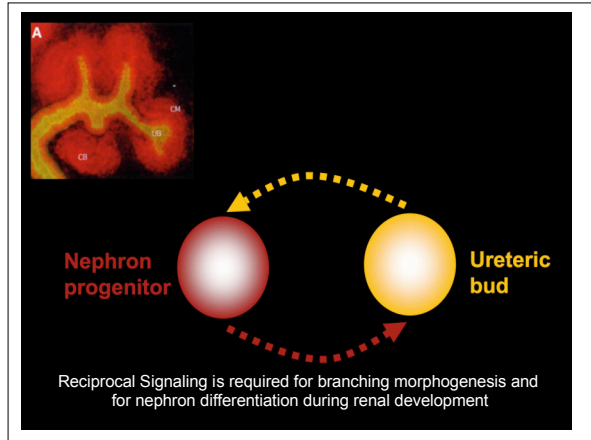 A
CM
UB
CB
Nephron
progenitor
Ureteric
bud
Reciprocal Signaling is required for branching morphogenesis and
for nephron differentiation during renal development